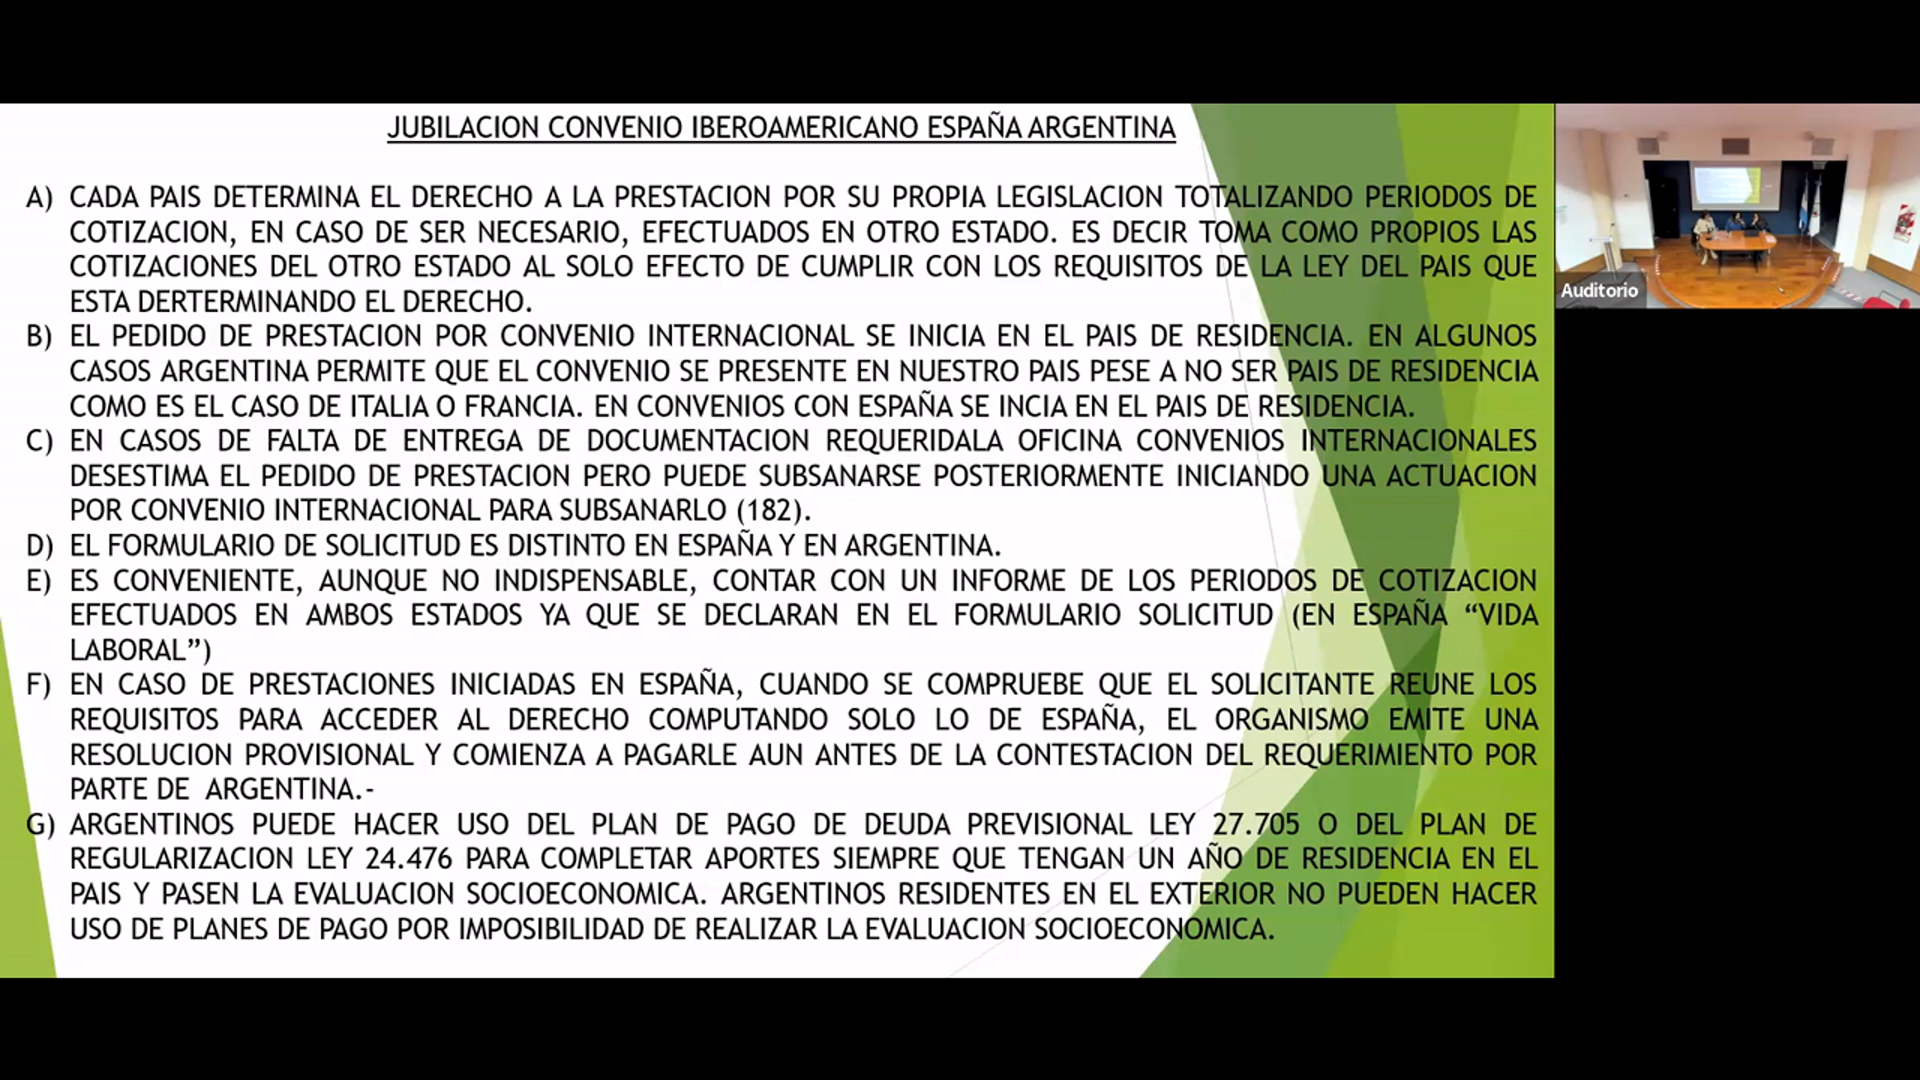 JUBILACION CONVENIO IBEROAMERICANO ESPAÑA ARGENTINA
A) CADA PAIS DETERMINA EL DERECHO A LA PRESTACION POR SU PROPIA LEGISLACION TOTALIZANDO PERIODOS DE
COTIZACION, EN CASO DE SER NECESARIO, EFECTUADOS EN OTRO ESTADO. ES DECIR TOMA COMO PROPIOS LAS
COTIZACIONES DEL OTRO ESTADO AL SOLO EFECTO DE CUMPLIR CON LOS REQUISITOS DE LA LEY DEL PAIS QUE
ESTA DERTERMINANDO EL DERECHO.
B) EL PEDIDO DE PRESTACION POR CONVENIO INTERNACIONAL SE INICIA EN EL PAIS DE RESIDENCIA. EN ALGUNOS
CASOS ARGENTINA PERMITE QUE EL CONVENIO SE PRESENTE EN NUESTRO PAIS PESE A NO SER PAIS DE RESIDENCIA
COMO ES EL CASO DE ITALIA O FRANCIA. EN CONVENIOS CON ESPAÑA SE INCIA EN EL PAIS DE RESIDENCIA.
C) EN CASOS DE FALTA DE ENTREGA DE DOCUMENTACION REQUERIDALA OFICINA CONVENIOS INTERNACIONALES
DESESTIMA EL PEDIDO DE PRESTACION PERO PUEDE SUBSANARSE POSTERIORMENTE INICIANDO UNA ACTUACION
POR CONVENIO INTERNACIONAL PARA SUBSANARLO (182).
D) EL FORMULARIO DE SOLICITUD ES DISTINTO EN ESPAÑA Y EN ARGENTINA.
E) ES CONVENIENTE, AUNQUE NO INDISPENSABLE, CONTAR CON UN INFORME DE LOS PERIODOS DE COTIZACION
EFECTUADOS EN AMBOS ESTADOS YA QUE SE DECLARAN EN EL FORMULARIO SOLICITUD (EN ESPAÑA “VIDA
LABORAL”)
F) EN CASO DE PRESTACIONES INICIADAS EN ESPAÑA, CUANDO SE COMPRUEBE QUE EL SOLICITANTE REUNE LOS
REQUISITOS PARA ACCEDER AL DERECHO COMPUTANDO SOLO LO DE ESPAÑA, EL ORGANISMO EMITE UNA
RESOLUCION PROVISIONAL Y COMIENZA A PAGARLE AUN ANTES DE LA CONTESTACION DEL REQUERIMIENTO POR
PARTE DE ARGENTINA.-
G) ARGENTINOS PUEDE HACER USO DEL PLAN DE PAGO DE DEUDA PREVISIONAL LEY 27.705 O DEL PLAN DE
REGULARIZACION LEY 24.476 PARA COMPLETAR APORTES SIEMPRE QUE TENGAN UN AÑO DE RESIDENCIA EN EL
PAIS Y PASEN LA EVALUACION SOCIOECONOMICA. ARGENTINOS RESIDENTES EN EL EXTERIOR NO PUEDEN HACER
USO DE PLANES DE PAGO POR IMPOSIBILIDAD DE REALIZAR LA EVALUACION SOCIOECONOMICA.
Auditorio